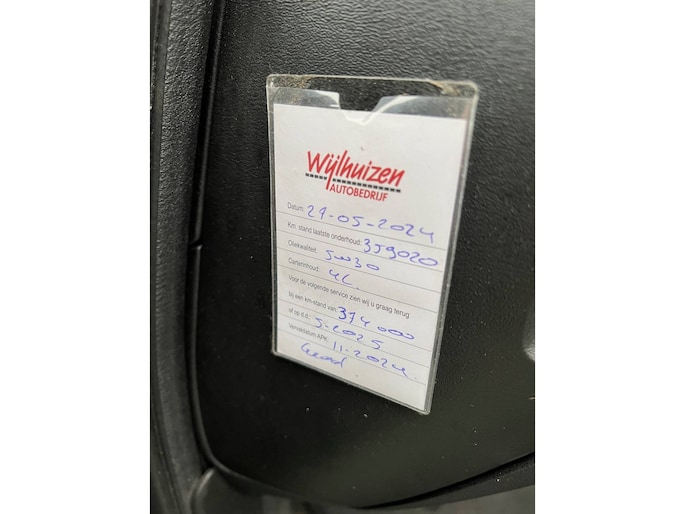 Wijlhuizen
AUTOBEDRIJF
Datum: 29-05-2024
Km. stand laatste onderhoud: 359020
Oliekwaliteit: 5w30
Carterinhoud: 4L.
Voor de volgende service zien wij u graag terug
bij een km-stand van: 374000
of op d.d.: 5-2025
Vervaldatum APK: 11-2024